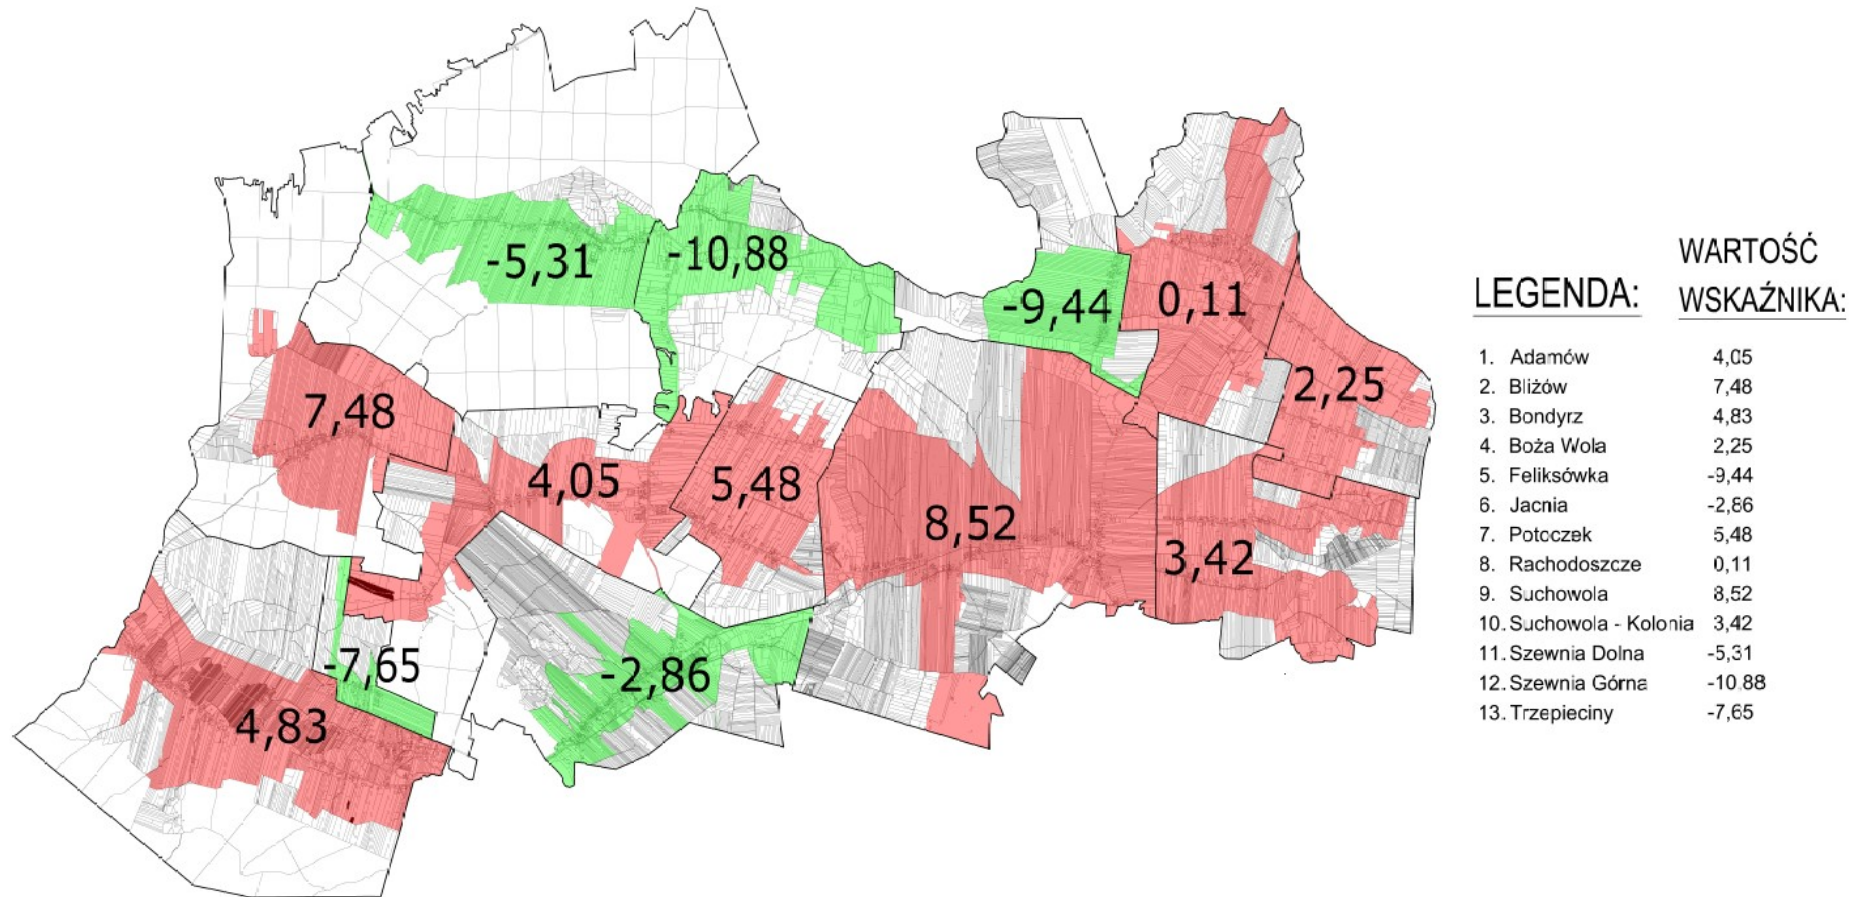 -5,31
-10,88
-9,44
0,11
2,25
7,48
4,05
5,48
8,52
3,42
-7,65
-2,86
4,83
LEGENDA:
WARTOŚĆ
WSKAŹNIKA:
1. Adamów 4,05
2. Bliżów 7,48
3. Bondyrz 4,83
4. Boża Wola 2,25
5. Feliksówka -9,44
6. Jacnia -2,86
7. Potoczek 5,48
8. Rachodoszcze 0,11
9. Suchowola 8,52
10. Suchowola - Kolonia 3,42
11. Szewnia Dolna -5,31
12. Szewnia Górna -10,88
13. Trzepieciny -7,65